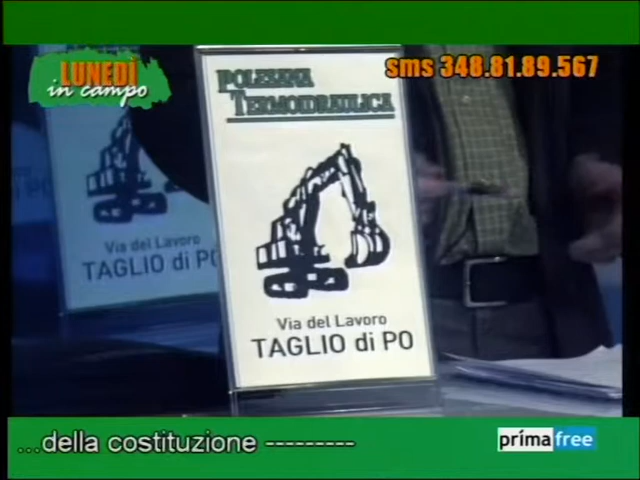 LUNEDÌ
in campo
sms 348.81.89.567
POLESANA
TERMOIDRAULICA
Via del Lavoro
TAGLIO di PO
Via del Lavoro
TAGLIO di PO
...della costituzione ---------
prima free